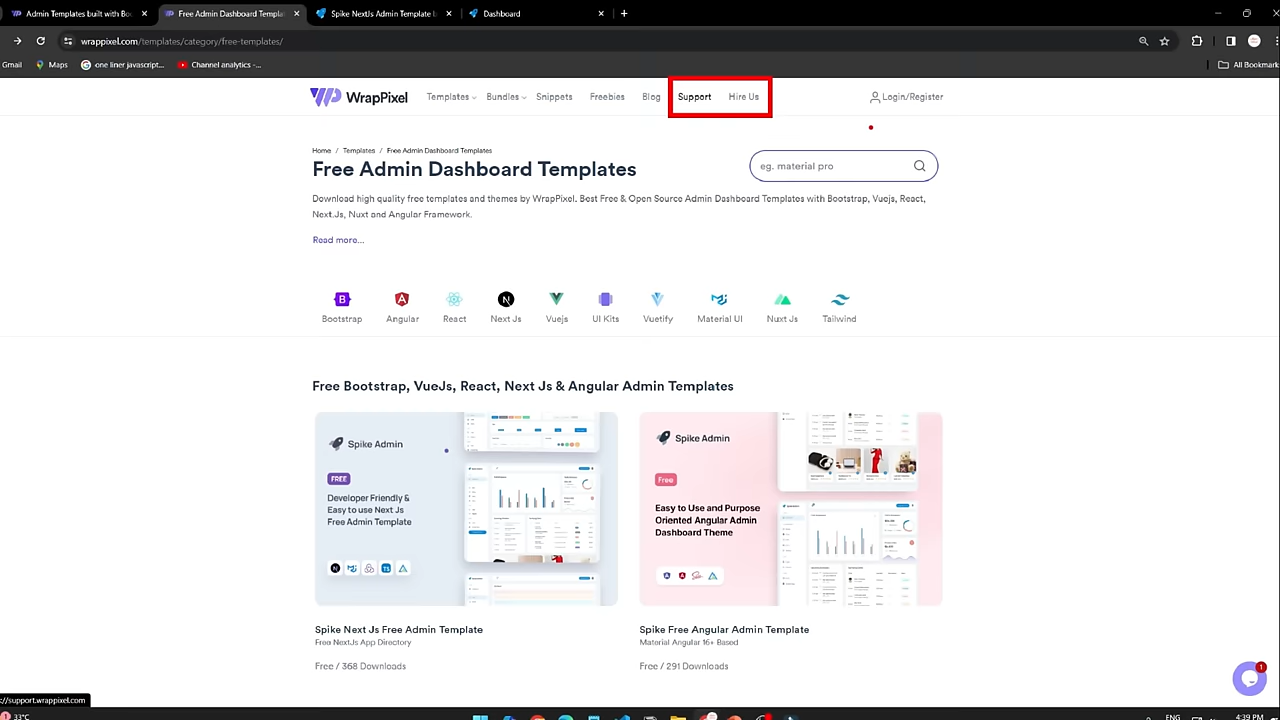 Admin Templates built with Boo
Free Admin Dashboard Templat
Spike NextJs Admin Template
Dashboard
wrappixel.com/templates/category/free-templates/
Gmail
Maps
one liner javascript...
Channel analytics -...
All Bookmark
WrapPixel
Templates
Bundles
Snippets
Freebies
Blog
Support
Hire Us
Login/Register
Home / Templates / Free Admin Dashboard Templates
Free Admin Dashboard Templates
eg. material pro
Download high quality free templates and themes by WrapPixel. Best Free & Open Source Admin Dashboard Templates with Bootstrap, Vuejs, React,
Next.Js, Nuxt and Angular Framework.
Read more...
Bootstrap
Angular
React
Next Js
Vuejs
UI Kits
Vuetify
Material UI
Nuxt Js
Tailwind
Free Bootstrap, VueJs, React, Next Js & Angular Admin Templates
Spike Admin
FREE
Developer Friendly &
Easy to use Next Js
Free Admin Template
Spike Admin
Free
Easy to Use and Purpose
Oriented Angular Admin
Dashboard Theme
Spike Next Js Free Admin Template
Free NextJs App Directory
Free / 368 Downloads
Spike Free Angular Admin Template
Material Angular 16+ Based
Free / 291 Downloads
1
://support.wrappixel.com
33°C
ENG
4:39 PM